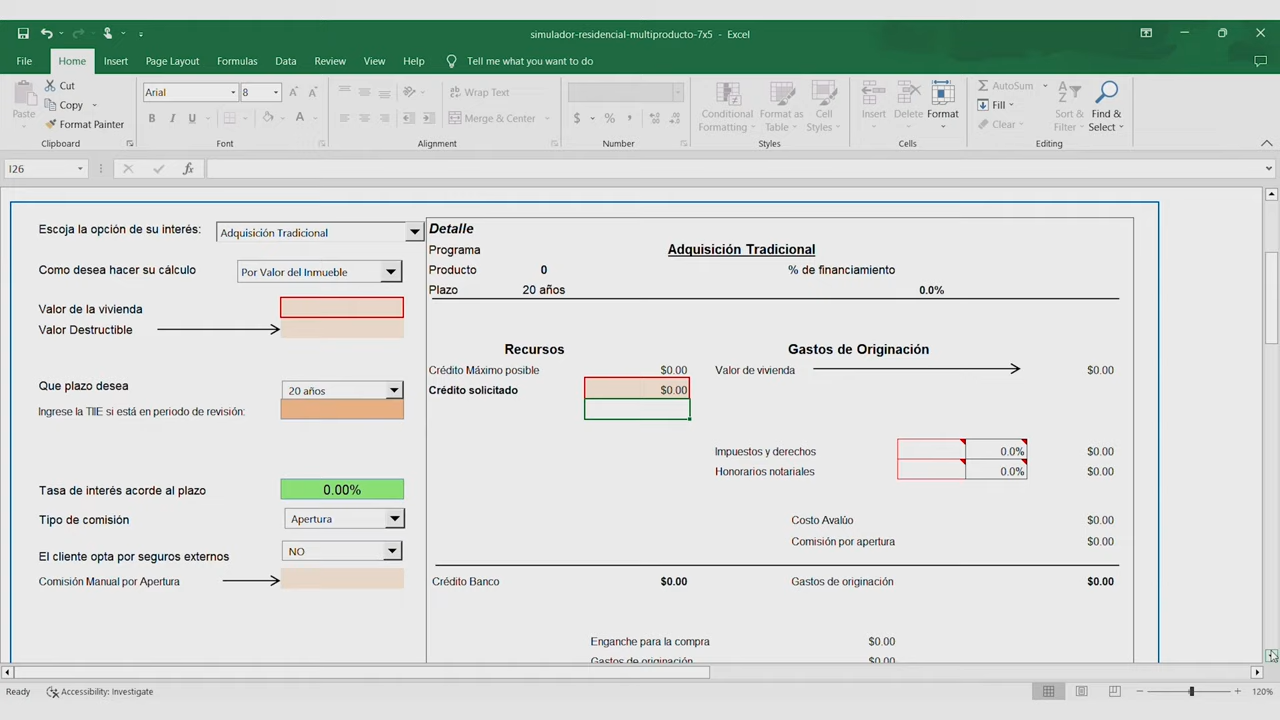 simulador-residencial-multiproducto-7x5 - Excel
File Home Insert Page Layout Formulas Data Review View Help Tell me what you want to do
Paste
Cut
Copy
Format Painter
Clipboard
Arial 8
B I U
Font
Wrap Text
Merge & Center
Alignment
$ % ,
Number
Conditional Formatting
Format as Table
Cell Styles
Styles
Insert Delete Format
Cells
AutoSum
Fill
Clear
Sort & Filter
Find & Select
Editing
I26 fx
Escoja la opción de su interés: Adquisición Tradicional
Como desea hacer su cálculo Por Valor del Inmueble
Valor de la vivienda
Valor Destructible
Que plazo desea 20 años
Ingrese la TIIE si está en periodo de revisión:
Tasa de interés acorde al plazo 0.00%
Tipo de comisión Apertura
El cliente opta por seguros externos NO
Comisión Manual por Apertura
Detalle
Programa Adquisición Tradicional
Producto 0 % de financiamiento
Plazo 20 años 0.0%
Recursos Gastos de Originación
Crédito Máximo posible $0.00 Valor de vivienda $0.00
Crédito solicitado $0.00
Impuestos y derechos 0.0% $0.00
Honorarios notariales 0.0% $0.00
Costo Avalúo $0.00
Comisión por apertura $0.00
Crédito Banco $0.00 Gastos de originación $0.00
Enganche para la compra $0.00
Gastos de originación $0.00
Ready Accessibility: Investigate 120%